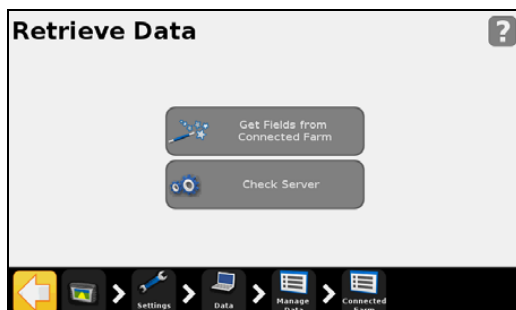 Retrieve Data
?
Get Fields from
Connected Farm
Check Server
Settings
Data
Manage
Data
Connected
Farm